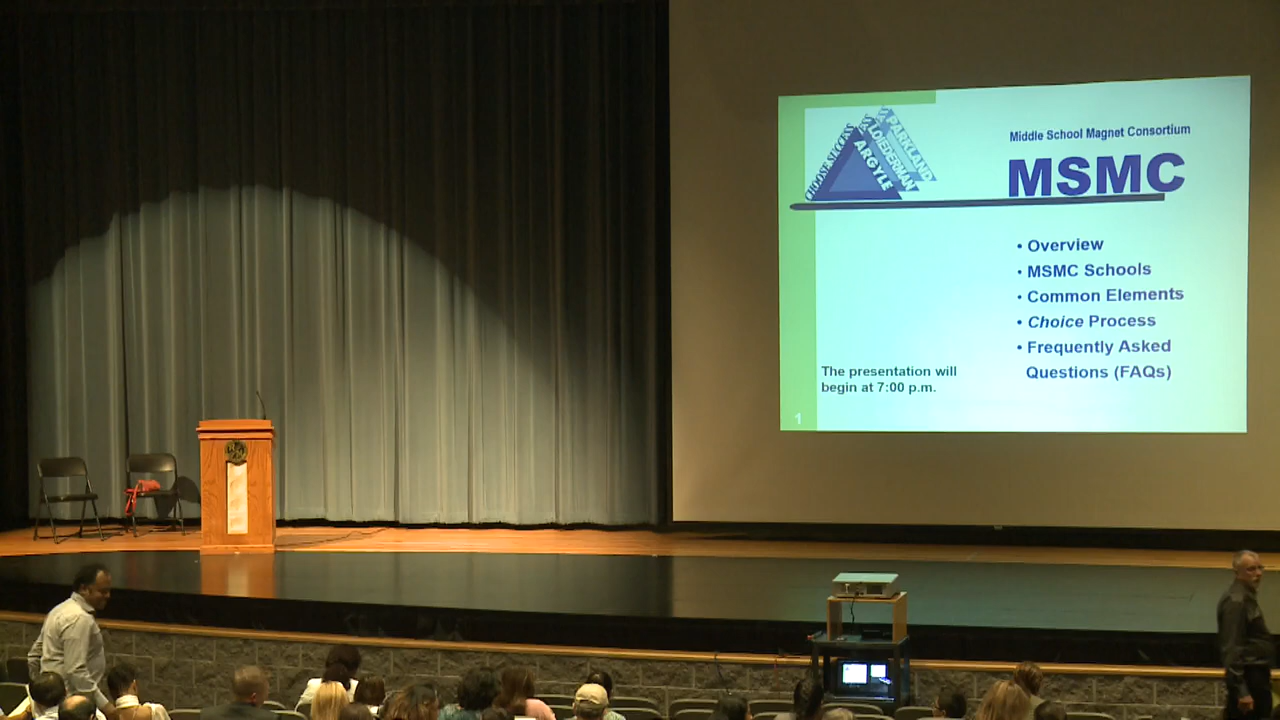 CHOOSE SUCCESS
ARGYLE
LOIEDERMAN
PARKLAND
Middle School Magnet Consortium
MSMC
• Overview
• MSMC Schools
• Common Elements
• Choice Process
• Frequently Asked
Questions (FAQs)
The presentation will
begin at 7:00 p.m.
1